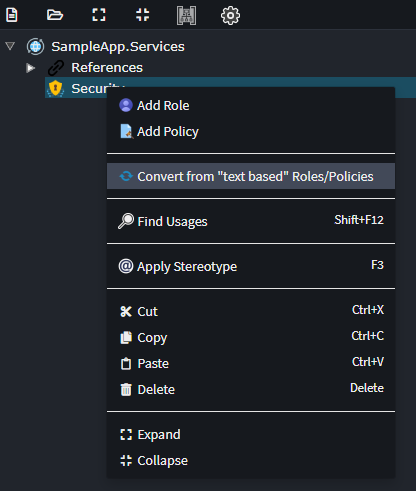 SampleApp.Services
References
Security
Add Role
Add Policy
Convert from "text based" Roles/Policies
Find Usages Shift+F12
Apply Stereotype F3
Cut Ctrl+X
Copy Ctrl+C
Paste Ctrl+V
Delete Delete
Expand
Collapse